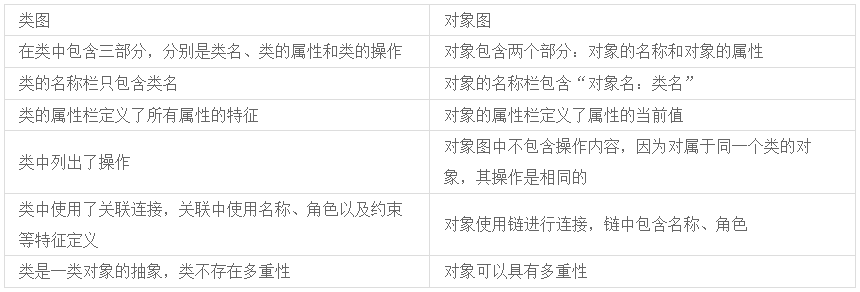 类图
对象图
在类中包含三部分，分别是类名、类的属性和类的操作
对象包含两个部分：对象的名称和对象的属性
类的名称栏只包含类名
对象的名称栏包含“对象名：类名”
类的属性栏定义了所有属性的特征
对象的属性栏定义了属性的当前值
类中列出了操作
对象图中不包含操作内容，因为对属于同一个类的对
象，其操作是相同的
类中使用了关联连接，关联中使用名称、角色以及约束
等特征定义
对象使用链进行连接，链中包含名称、角色
类是一类对象的抽象，类不存在多重性
对象可以具有多重性